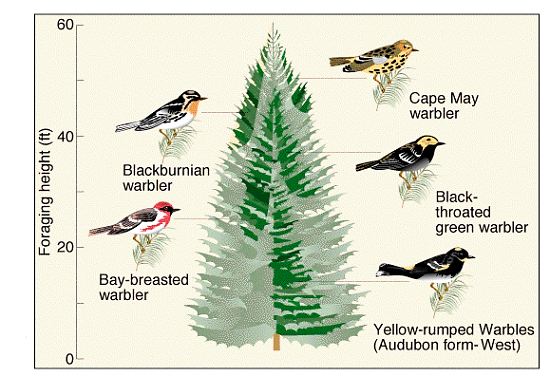 60
Cape May
warbler
40
Foraging height (ft)
Blackburnian
warbler
Black-
throated
green warbler
20
Bay-breasted
warbler
Yellow-rumped Warbles
(Audubon form-West)
0